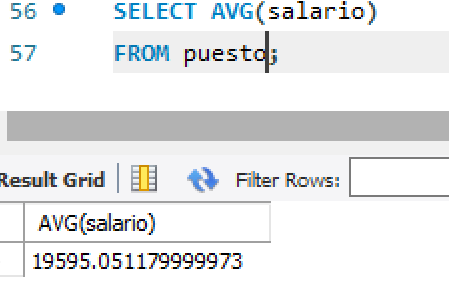 56 SELECT AVG(salario)
57 FROM puesto;
Result Grid Filter Rows:
AVG(salario)
19595.051179999973